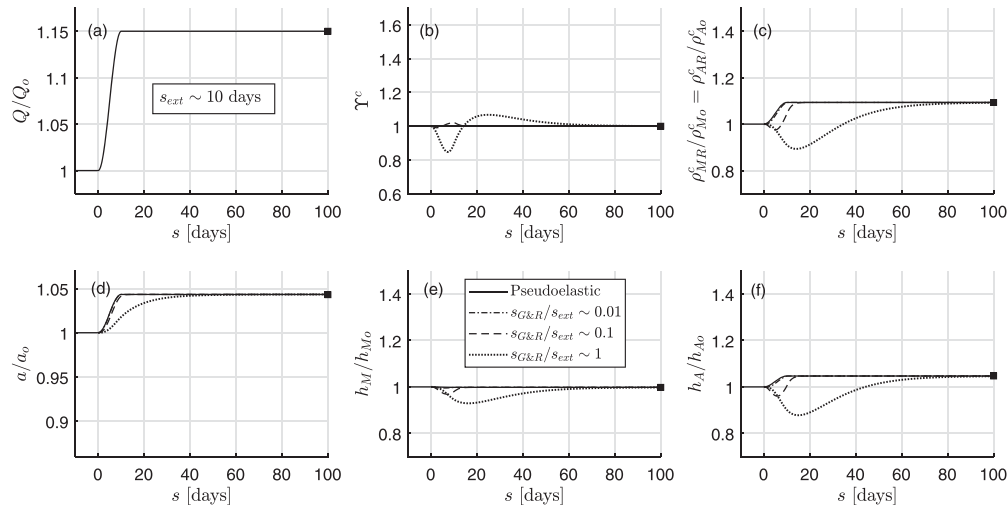 (a)
1.15
1.1
1.05
1
Q/Q_o
s_ext ∼ 10 days
0 20 40 60 80 100
s [days]
(b)
1.6
1.4
1.2
1
0.8
0.6
Υ^c
0 20 40 60 80 100
s [days]
(c)
1.4
1.2
1
0.8
ρ^c_MR/ρ^c_Mo = ρ^c_AR/ρ^c_Ao
0 20 40 60 80 100
s [days]
(d)
1.05
1
0.95
0.9
a/a_o
0 20 40 60 80 100
s [days]
(e)
1.4
1.2
1
0.8
h_M/h_Mo
Pseudoelastic
s_G&R/s_ext ∼ 0.01
s_G&R/s_ext ∼ 0.1
s_G&R/s_ext ∼ 1
0 20 40 60 80 100
s [days]
(f)
1.4
1.2
1
0.8
h_A/h_Ao
0 20 40 60 80 100
s [days]